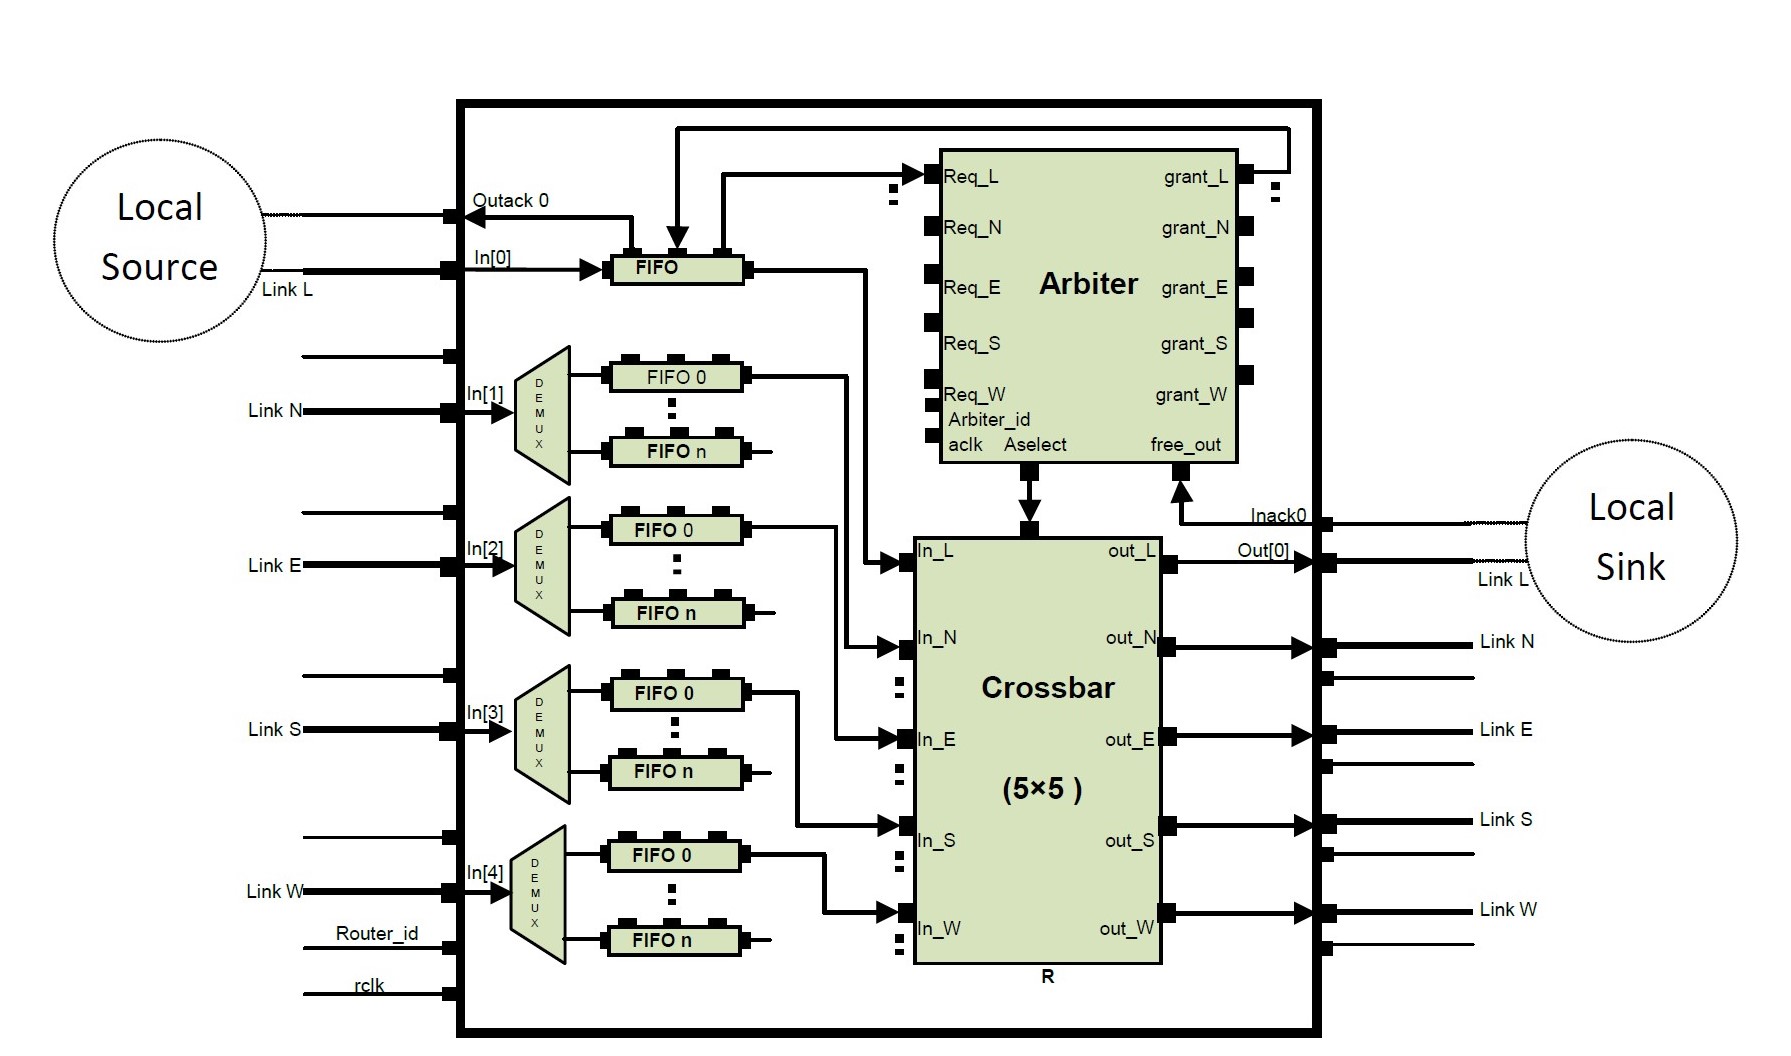 Local
Source
Outack 0
In[0]
Link L
FIFO
Req_L
grant_L
Req_N
grant_N
Arbiter
Req_E
grant_E
Req_S
grant_S
Req_W
grant_W
Arbiter_id
aclk
Aselect
free_out
Link N
In[1]
DEMUX
FIFO 0
FIFO n
Link E
In[2]
DEMUX
FIFO 0
FIFO n
Link S
In[3]
DEMUX
FIFO 0
FIFO n
Link W
In[4]
DEMUX
FIFO 0
FIFO n
Router_id
rclk
In_L
out_L
In_N
out_N
Crossbar
In_E
out_E
(5×5 )
In_S
out_S
In_W
out_W
R
Inack0
Out[0]
Local
Sink
Link L
Link N
Link E
Link S
Link W